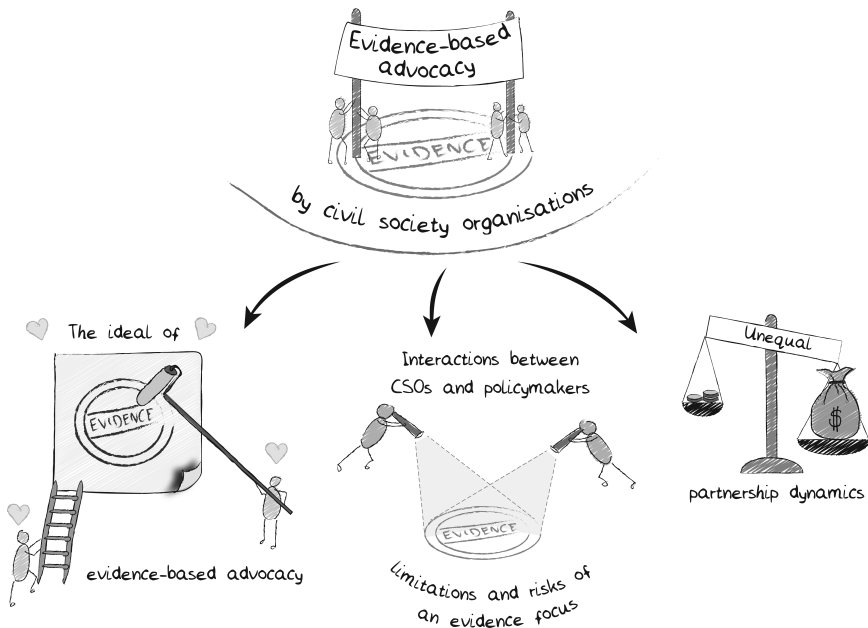 Evidence-based
advocacy
EVIDENCE
by civil society organisations
The ideal of
EVIDENCE
evidence-based advocacy
Interactions between
CSOs and policymakers
EVIDENCE
limitations and risks of
an evidence focus
Unequal
$
partnership dynamics